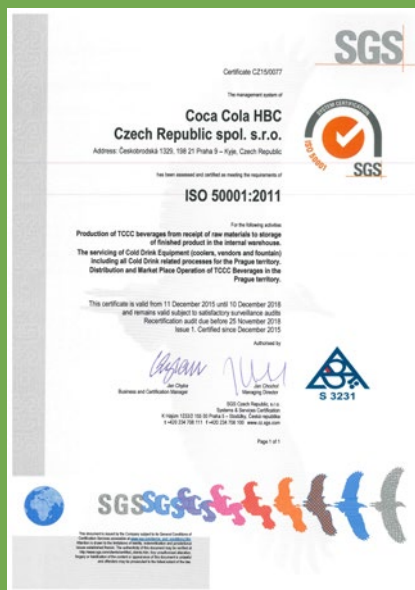 SGS
Certificate CZ15/0077
The management system of
Coca Cola HBC
Czech Republic spol. s.r.o.
Address: Českobrodská 1329, 198 21 Praha 9 – Kyje, Czech Republic
has been assessed and certified as meeting the requirements of
SYSTEM CERTIFICATION
ISO 50001
SGS
ISO 50001:2011
For the following activities
Production of TCCC beverages from receipt of raw materials to storage
of finished product in the internal warehouse.
The servicing of Cold Drink Equipment (coolers, vendors and fountain)
including all Cold Drink related processes for the Prague territory.
Distribution and Market Place Operation of TCCC Beverages in the
Prague territory.
This certificate is valid from 11 December 2015 until 10 December 2018
and remains valid subject to satisfactory surveillance audits
Recertification audit due before 25 November 2018
Issue 1. Certified since December 2015
Authorised by
Business and Certification Manager
Managing Director
S 3231
SGS Czech Republic, s.r.o.
Systems & Services Certification
Page 1 of 1
SGS SGS